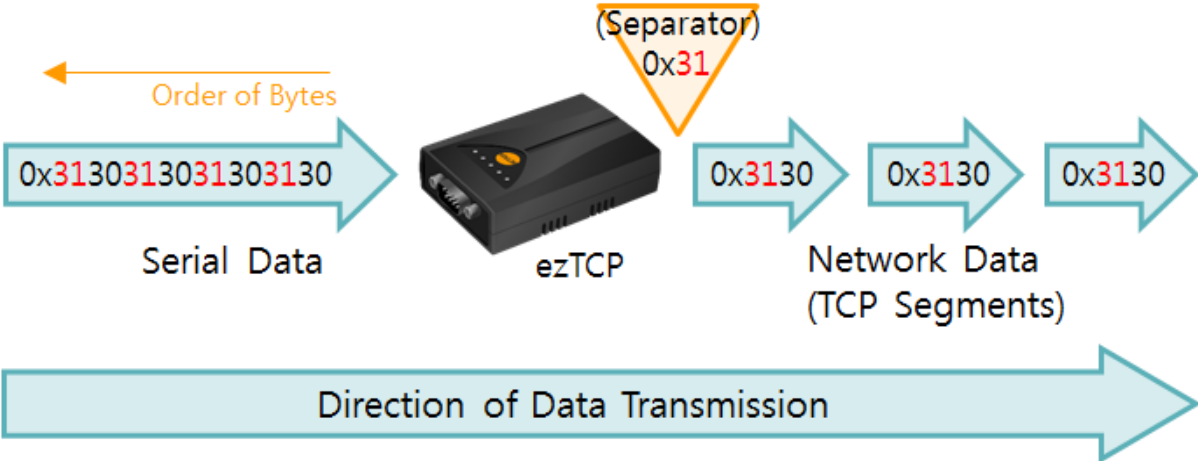 (Separator)
0x31
Order of Bytes
0x3130313031303130
0x3130
0x3130
0x3130
Serial Data
ezTCP
Network Data
(TCP Segments)
Direction of Data Transmission